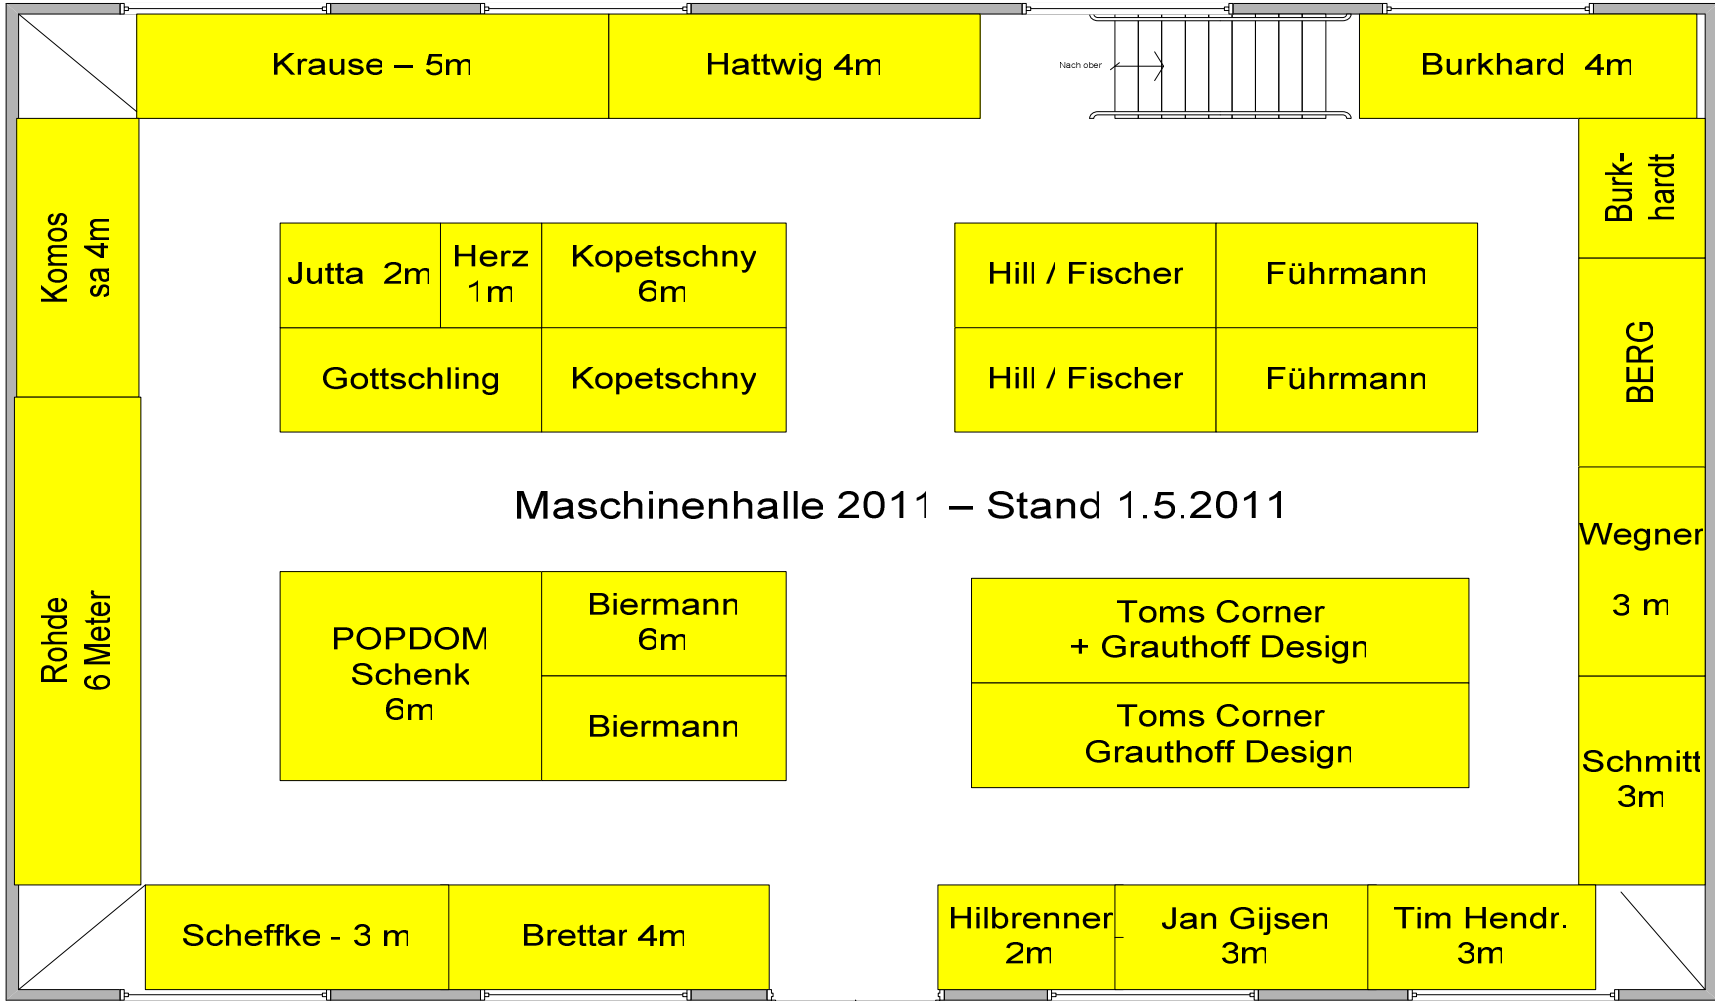 Krause – 5m
Hattwig 4m
Nach ober
Burkhard 4m
Komos
sa 4m
Burk-
hardt
Jutta 2m
Herz
1m
Kopetschny
6m
Hill / Fischer
Führmann
Gottschling
Kopetschny
Hill / Fischer
Führmann
BERG
Maschinenhalle 2011 – Stand 1.5.2011
Wegner
3 m
Rohde
6 Meter
POPDOM
Schenk
6m
Biermann
6m
Biermann
Toms Corner
+ Grauthoff Design
Toms Corner
Grauthoff Design
Schmitt
3m
Scheffke - 3 m
Brettar 4m
Hilbrenner
2m
Jan Gijsen
3m
Tim Hendr.
3m